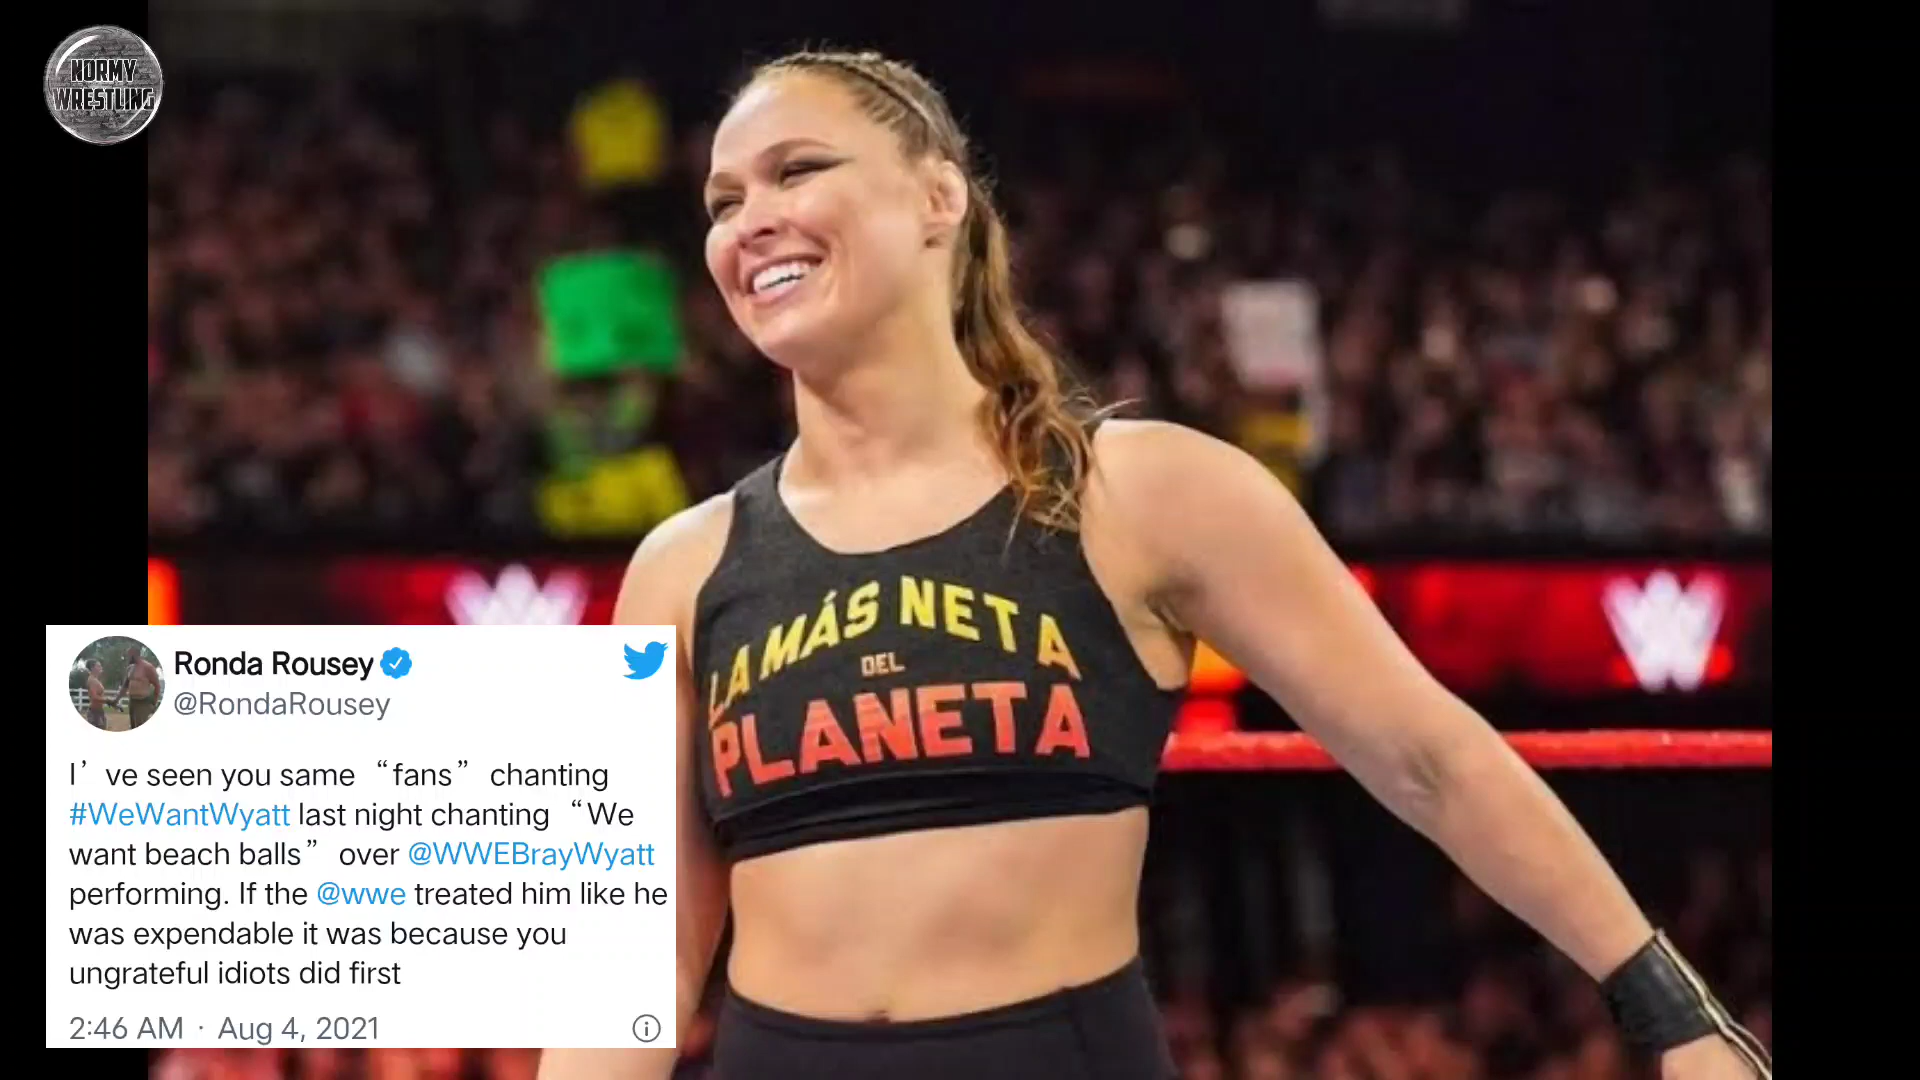 NORMY
WRESTLING
LA MÁS NETA
DEL
PLANETA
Ronda Rousey
@RondaRousey
I’ve seen you same “fans” chanting
#WeWantWyatt last night chanting “We
want beach balls” over @WWEBrayWyatt
performing. If the @wwe treated him like he
was expendable it was because you
ungrateful idiots did first
2:46 AM · Aug 4, 2021